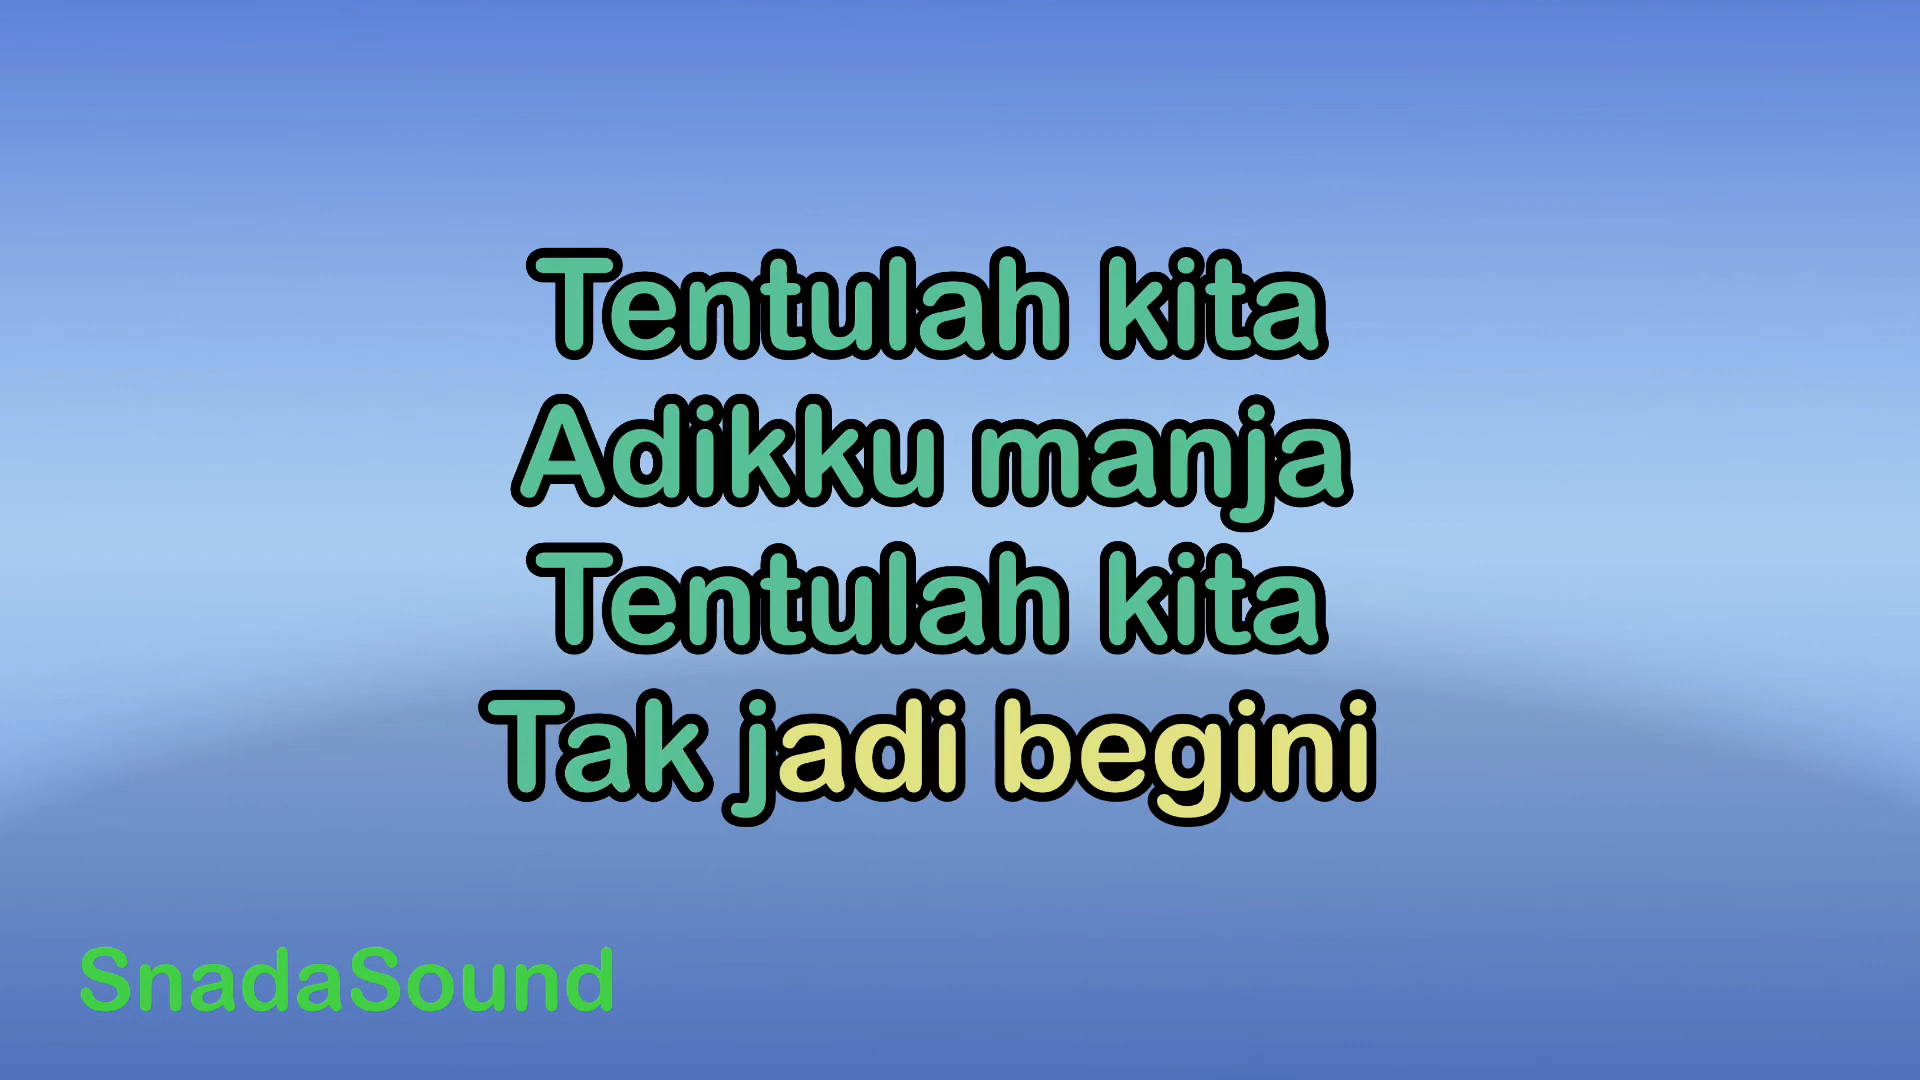 Tentulah kita
Adikku manja
Tentulah kita
Tak jadi begini
SnadaSound